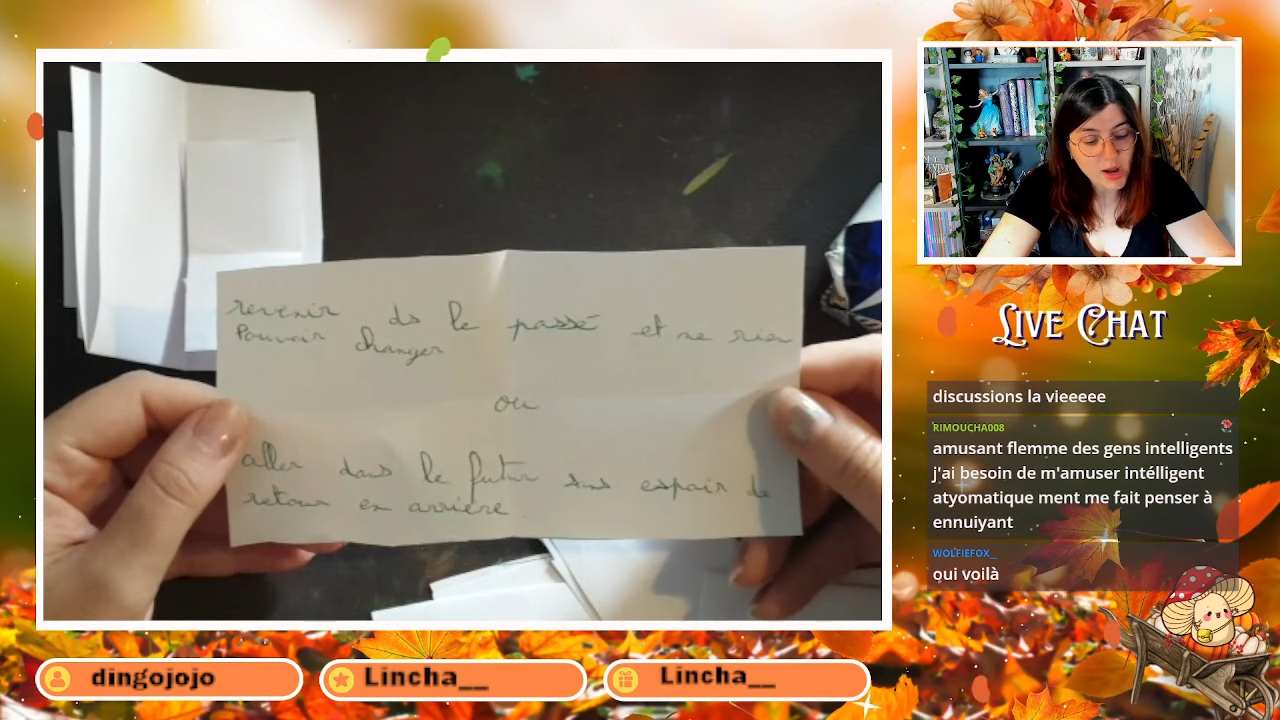 revenir ds le passé et ne rien
Pouvoir changer
ou
aller dans le futur sans espoir de
retour en arrière.
LIVE CHAT
discussions la vieeeee
RIMOUCHA008
amusant flemme des gens intelligents
j'ai besoin de m'amuser intélligent
atyomatique ment me fait penser à
ennuiyant
WOLFIEFOX__
oui voilà
dingojojo
Lincha__
Lincha__